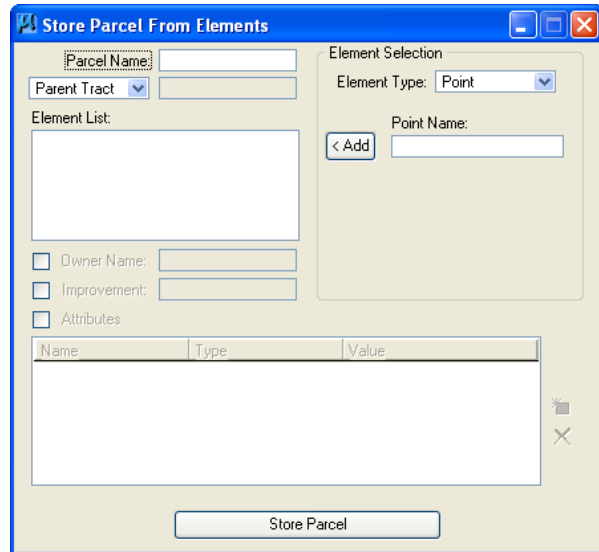 Store Parcel From Elements
Parcel Name:
Parent Tract
Element List:
Element Selection
Element Type: Point
Point Name:
< Add
Owner Name:
Improvement:
Attributes
Name Type Value
Store Parcel